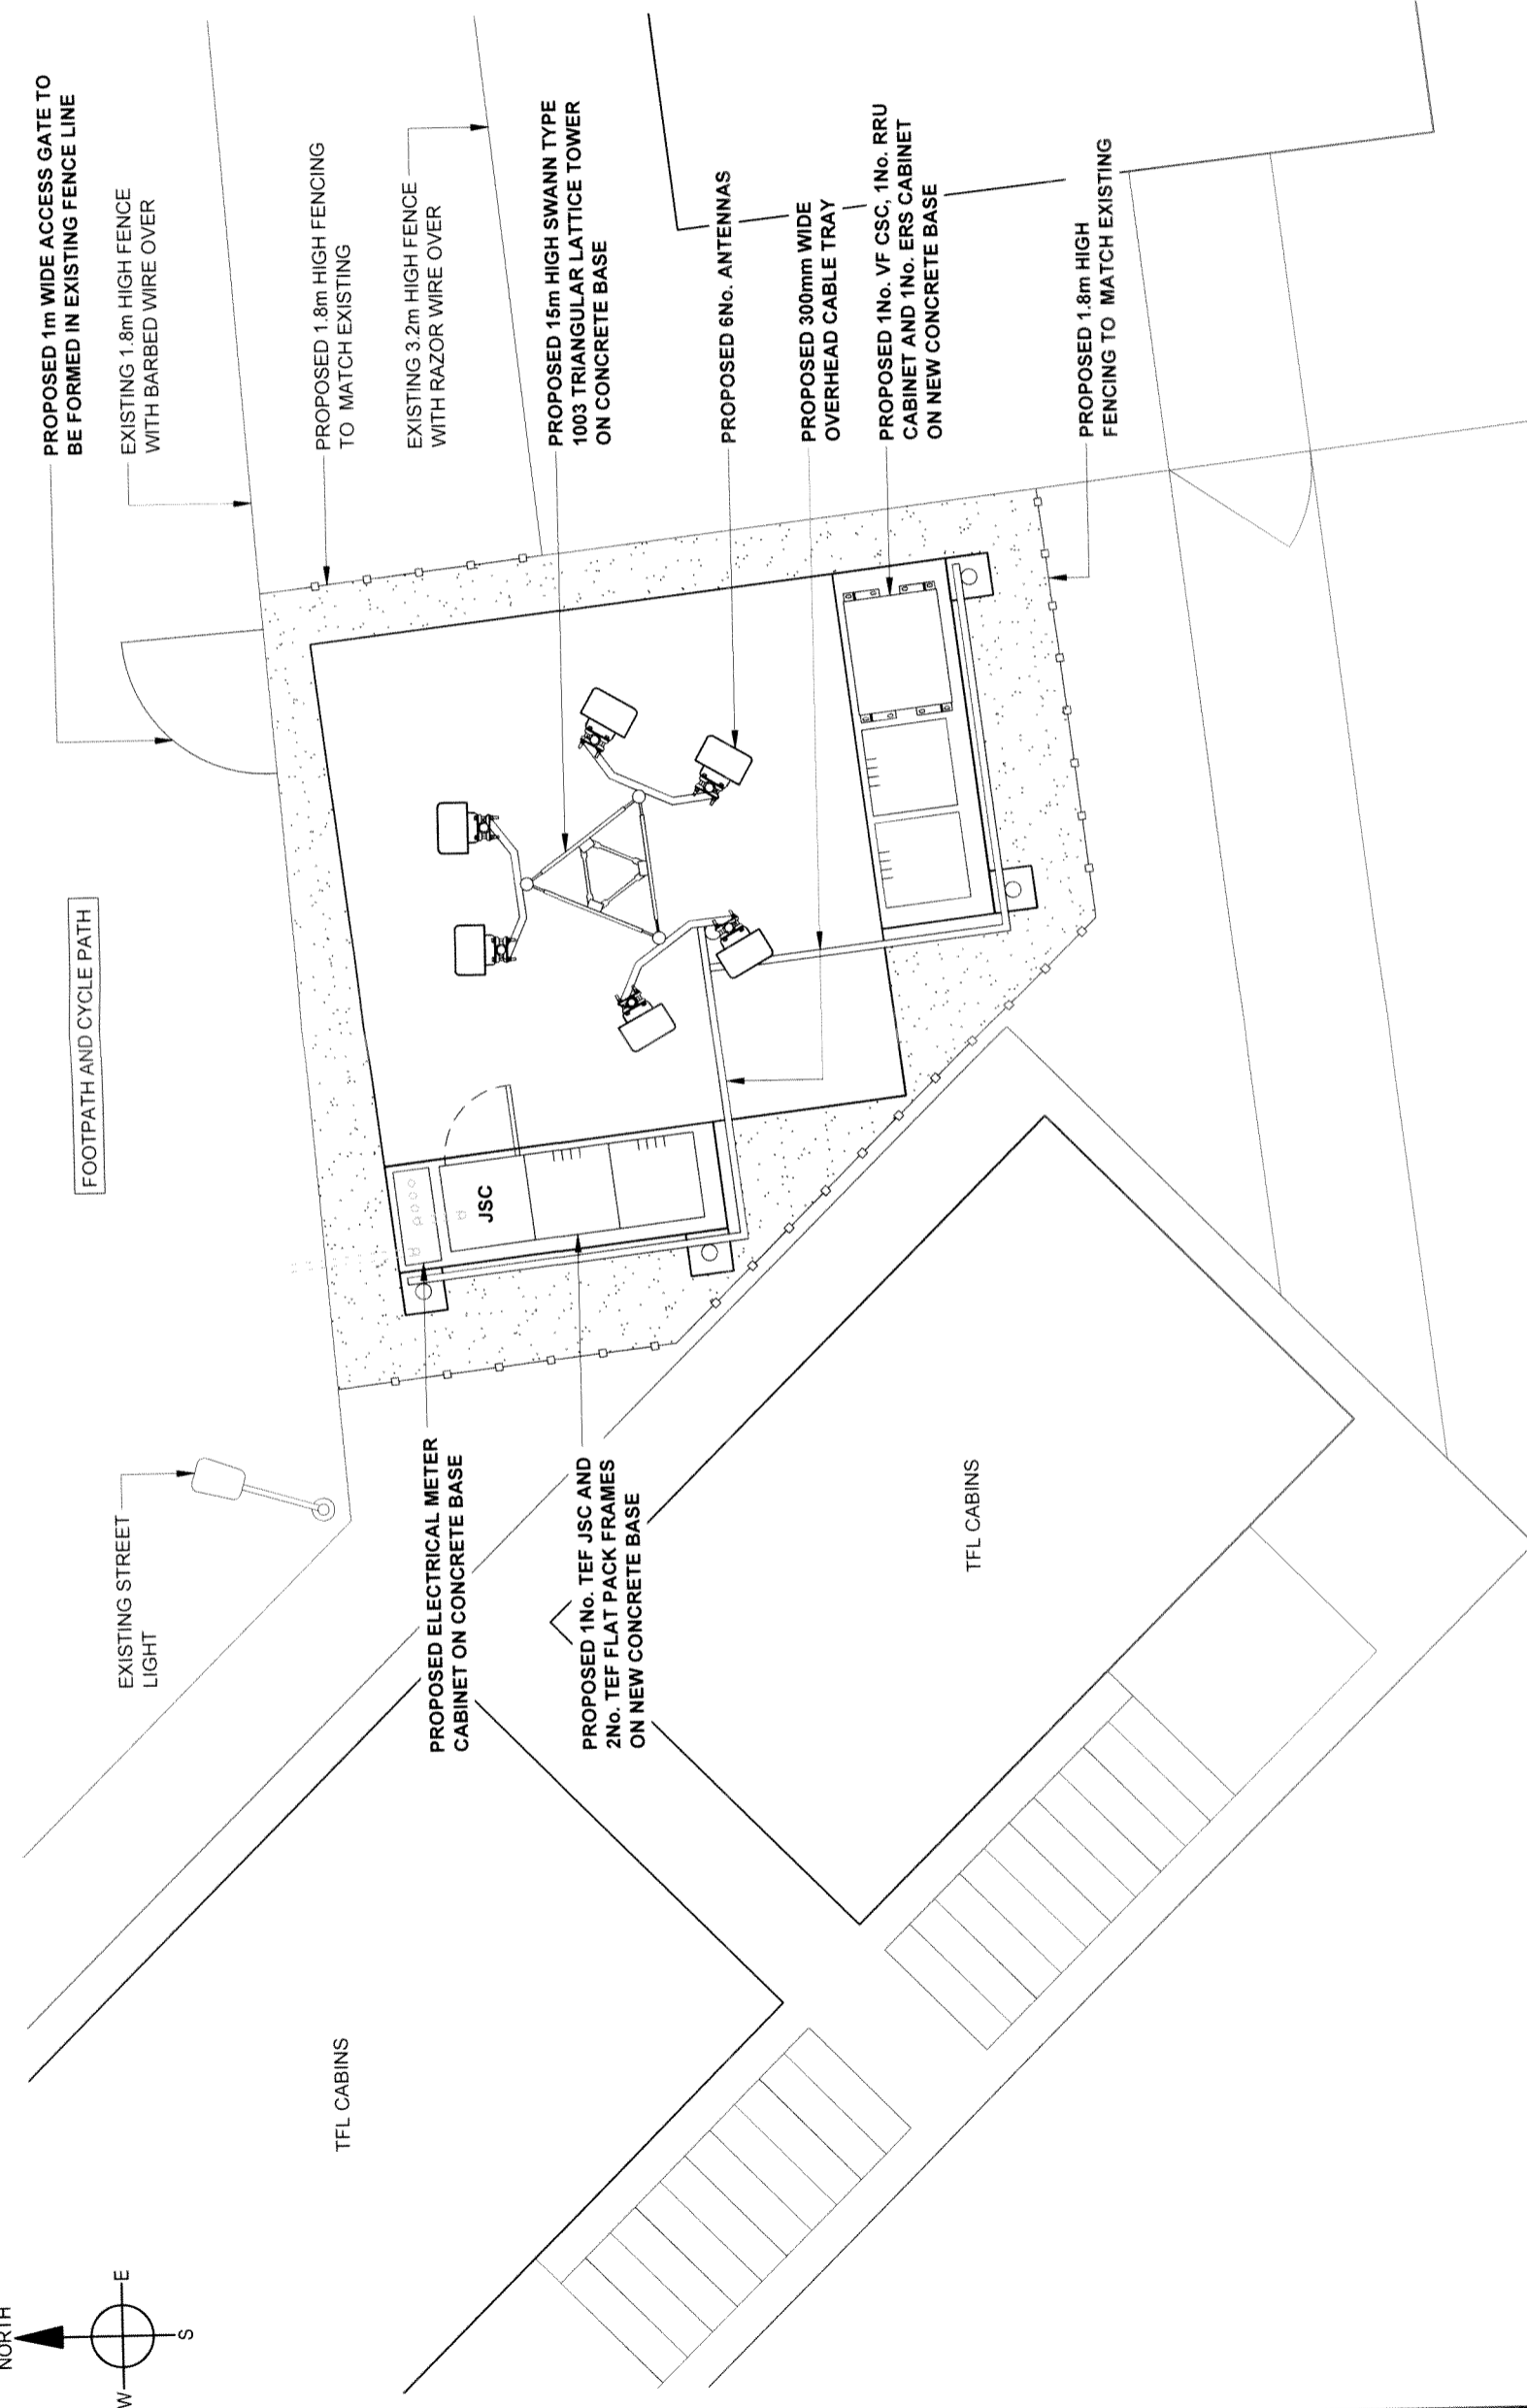 NORTH
W
E
S
PROPOSED 1m WIDE ACCESS GATE TO
BE FORMED IN EXISTING FENCE LINE
EXISTING 1.8m HIGH FENCE
WITH BARBED WIRE OVER
PROPOSED 1.8m HIGH FENCING
TO MATCH EXISTING
EXISTING 3.2m HIGH FENCE
WITH RAZOR WIRE OVER
PROPOSED 15m HIGH SWANN TYPE
1003 TRIANGULAR LATTICE TOWER
ON CONCRETE BASE
PROPOSED 6No. ANTENNAS
PROPOSED 300mm WIDE
OVERHEAD CABLE TRAY
PROPOSED 1No. VF CSC, 1No. RRU
CABINET AND 1No. ERS CABINET
ON NEW CONCRETE BASE
PROPOSED 1.8m HIGH
FENCING TO MATCH EXISTING
FOOTPATH AND CYCLE PATH
JSC
EXISTING STREET
LIGHT
PROPOSED ELECTRICAL METER
CABINET ON CONCRETE BASE
PROPOSED 1No. TEF JSC AND
2No. TEF FLAT PACK FRAMES
ON NEW CONCRETE BASE
TFL CABINS
TFL CABINS